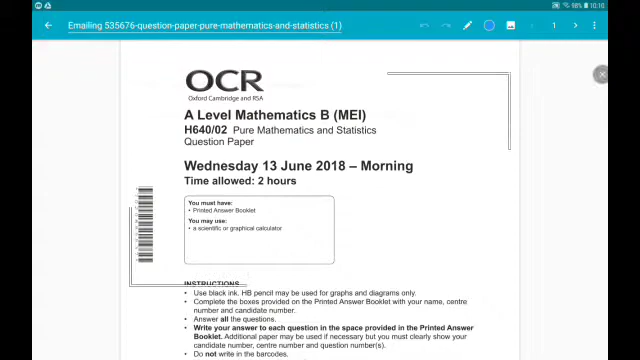 98% 10:10
Emailing 535676-question-paper-pure-mathematics-and-statistics (1)
1
OCR
Oxford Cambridge and RSA
A Level Mathematics B (MEI)
H640/02 Pure Mathematics and Statistics
Question Paper
Wednesday 13 June 2018 – Morning
Time allowed: 2 hours
You must have:
• Printed Answer Booklet
You may use:
• a scientific or graphical calculator
INSTRUCTIONS
• Use black ink. HB pencil may be used for graphs and diagrams only.
• Complete the boxes provided on the Printed Answer Booklet with your name, centre
number and candidate number.
• Answer all the questions.
• Write your answer to each question in the space provided in the Printed Answer
Booklet. Additional paper may be used if necessary but you must clearly show your
candidate number, centre number and question number(s).
• Do not write in the barcodes.